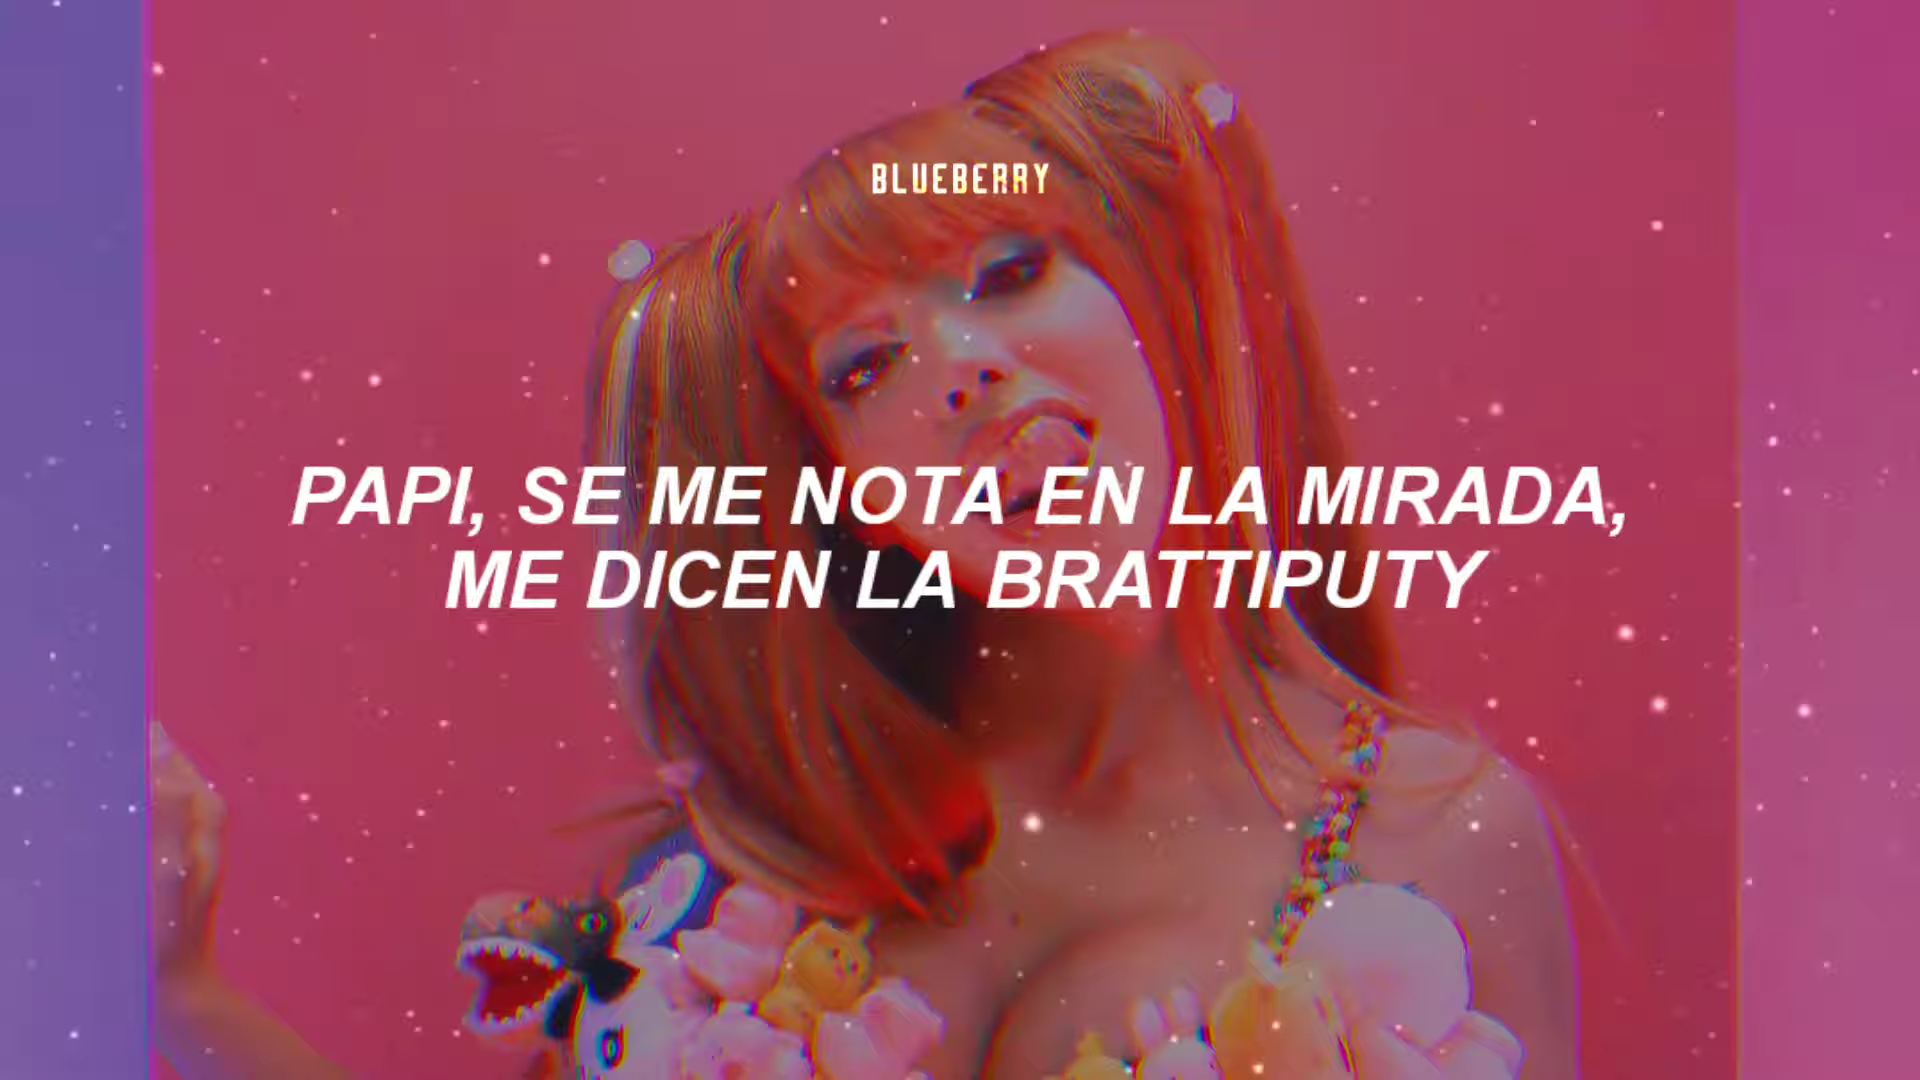 BLUEBERRY
PAPI, SE ME NOTA EN LA MIRADA,
ME DICEN LA BRATTIPUTY